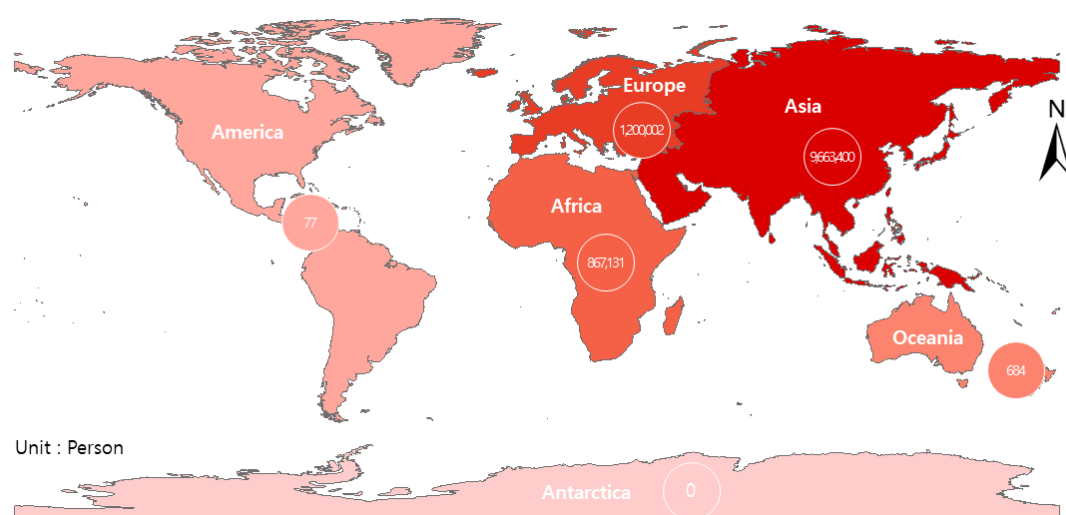 N
Europe
1,200,002
Asia
9,663,400
America
77
Africa
867,131
Oceania
684
Unit : Person
Antarctica
0